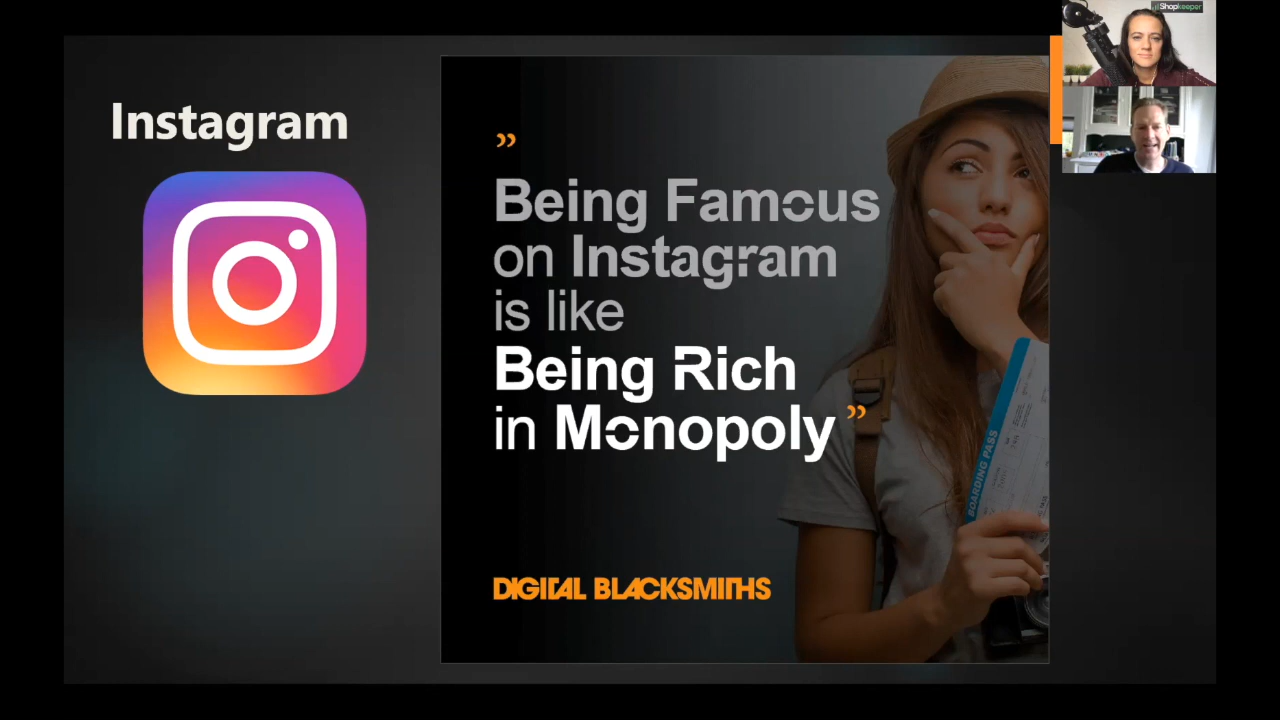 Shopkeeper
Instagram
”
Being Famous
on Instagram
is like
Being Rich
in Monopoly”
BOARDING PASS
DIGITAL BLACKSMITHS